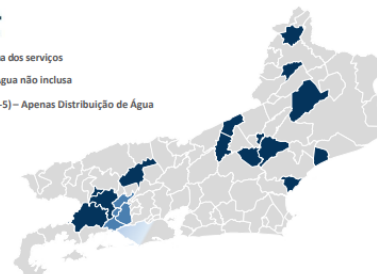 a dos serviços
gua não inclusa
-5) – Apenas Distribuição de Água